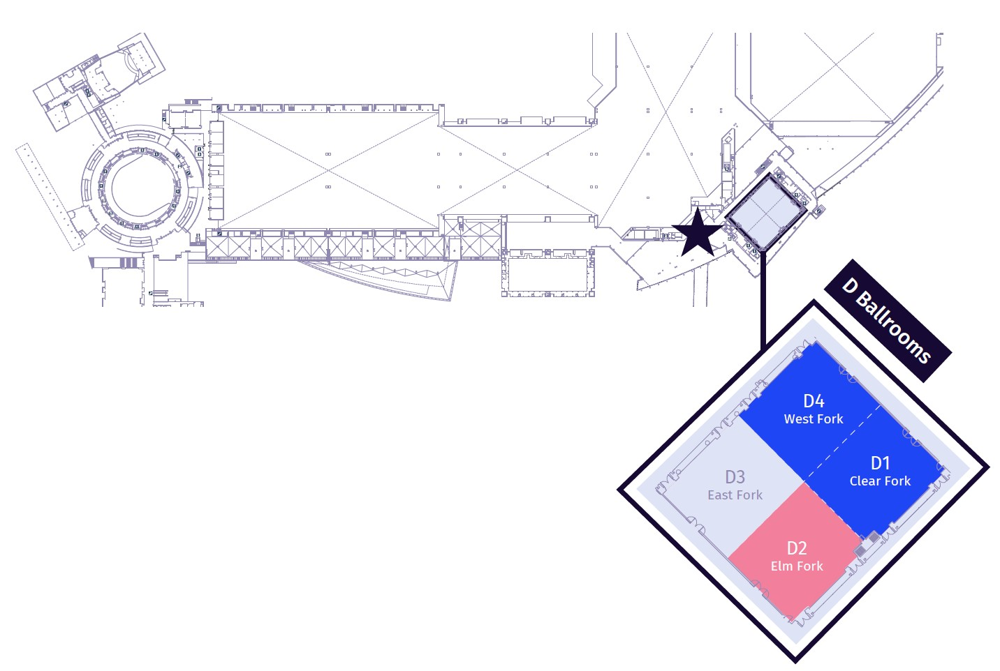 D Ballrooms
D4
West Fork
D1
Clear Fork
D3
East Fork
D2
Elm Fork